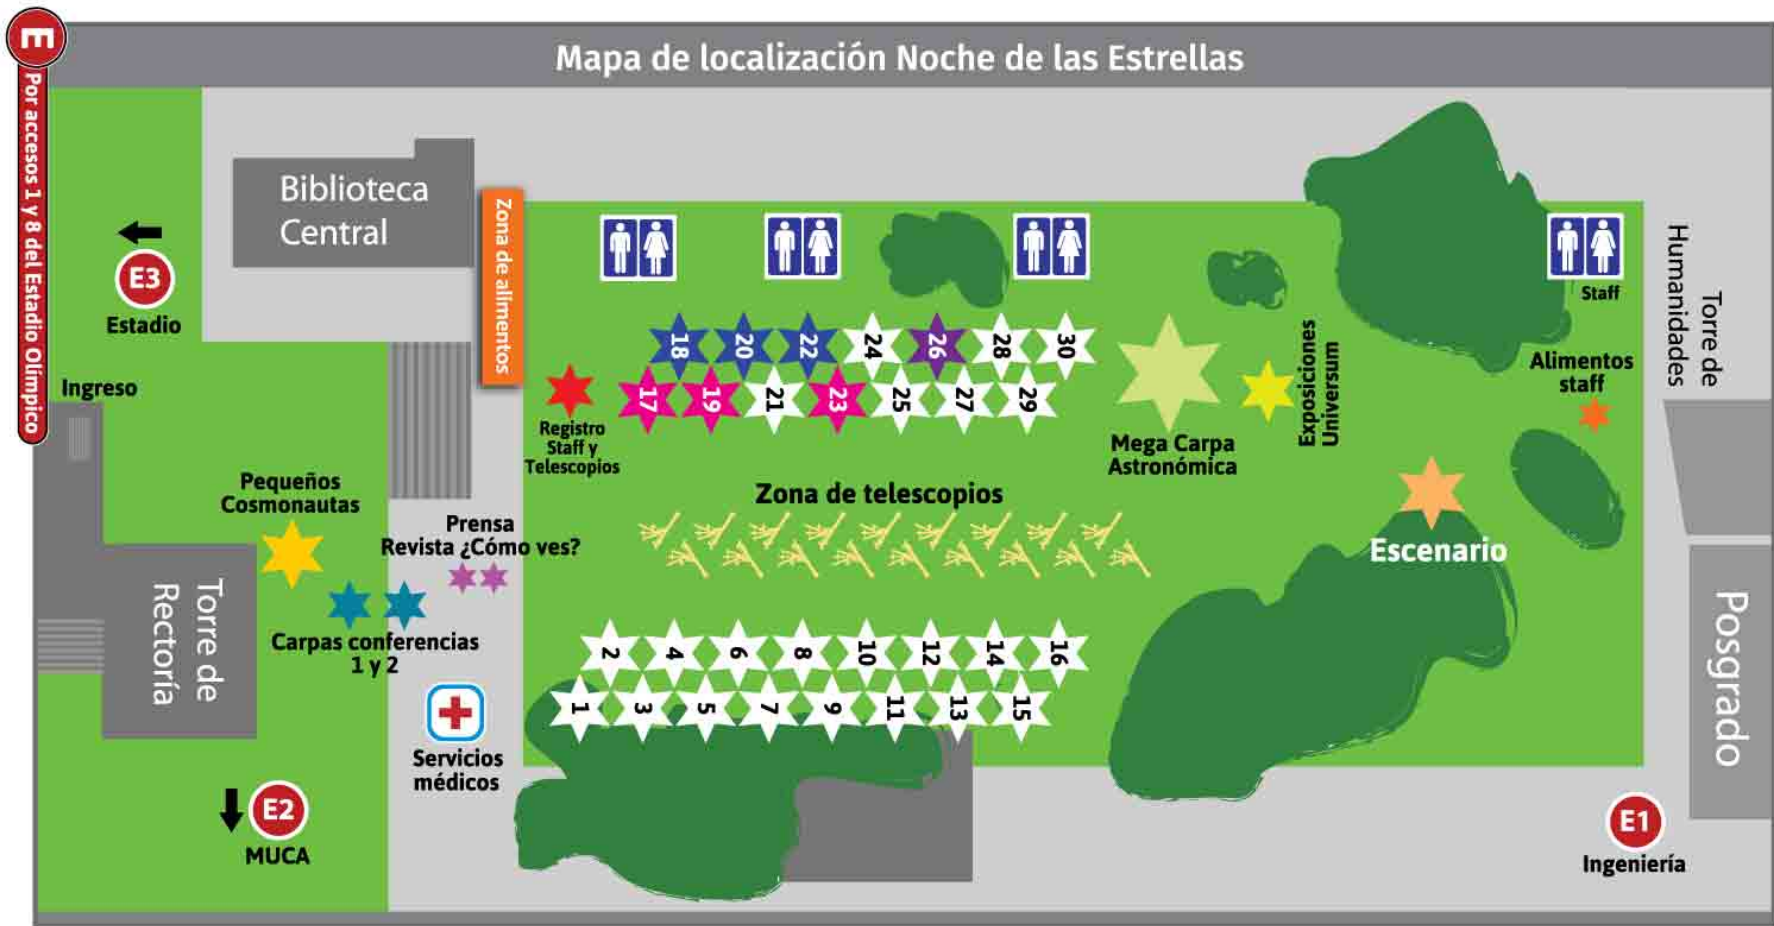 Mapa de localización Noche de las Estrellas
E
Por accesos 1 y 8 del Estadio Olímpico
Biblioteca
Central
Zona de alimentos
E3
Estadio
Ingreso
Staff
Torre de
Humanidades
18
20
22
24
26
28
30
17
19
21
23
25
27
29
Registro
Staff y
Telescopios
Mega Carpa
Astronómica
Exposiciones
Universum
Alimentos
staff
Pequeños
Cosmonautas
Zona de telescopios
Prensa
Revista ¿Cómo ves?
Escenario
Torre de
Rectoría
Carpas conferencias
1 y 2
2
4
6
8
10
12
14
16
1
3
5
7
9
11
13
15
Servicios
médicos
Posgrado
E2
MUCA
E1
Ingeniería